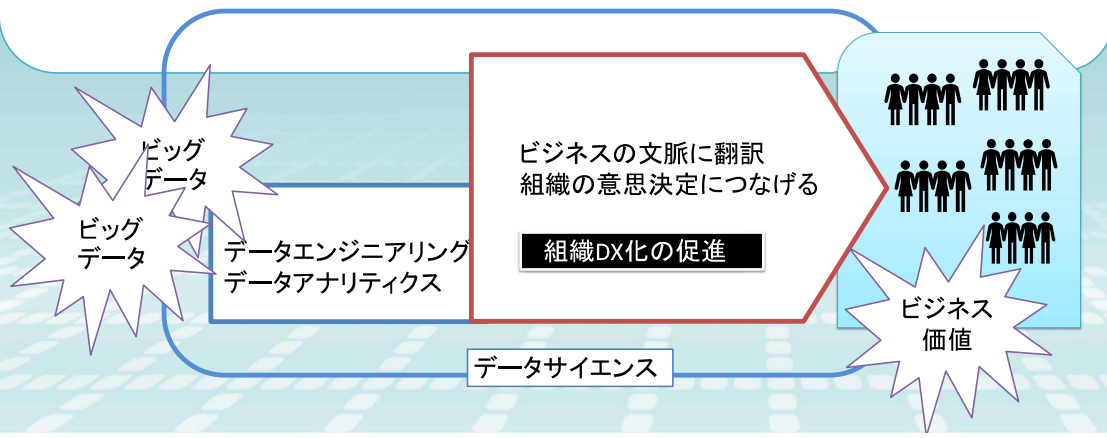 ビッグ
データ
ビッグ
データ
データエンジニアリング
データアナリティクス
ビジネスの文脈に翻訳
組織の意思決定につなげる
組織DX化の促進
ビジネス
価値
データサイエンス